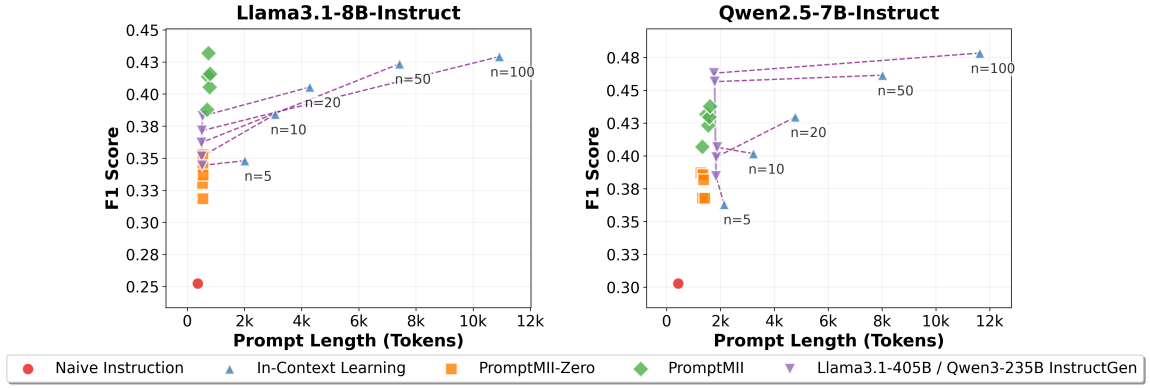 Llama3.1-8B-Instruct
F1 Score
0.45
0.43
0.40
0.38
0.35
0.33
0.30
0.28
0.25
n=100
n=50
n=20
n=10
n=5
0
2k
4k
6k
8k
10k
12k
Prompt Length (Tokens)
Qwen2.5-7B-Instruct
F1 Score
0.48
0.45
0.43
0.40
0.38
0.35
0.33
0.30
n=100
n=50
n=20
n=10
n=5
0
2k
4k
6k
8k
10k
12k
Prompt Length (Tokens)
Naive Instruction
In-Context Learning
PromptMII-Zero
PromptMII
Llama3.1-405B / Qwen3-235B InstructGen